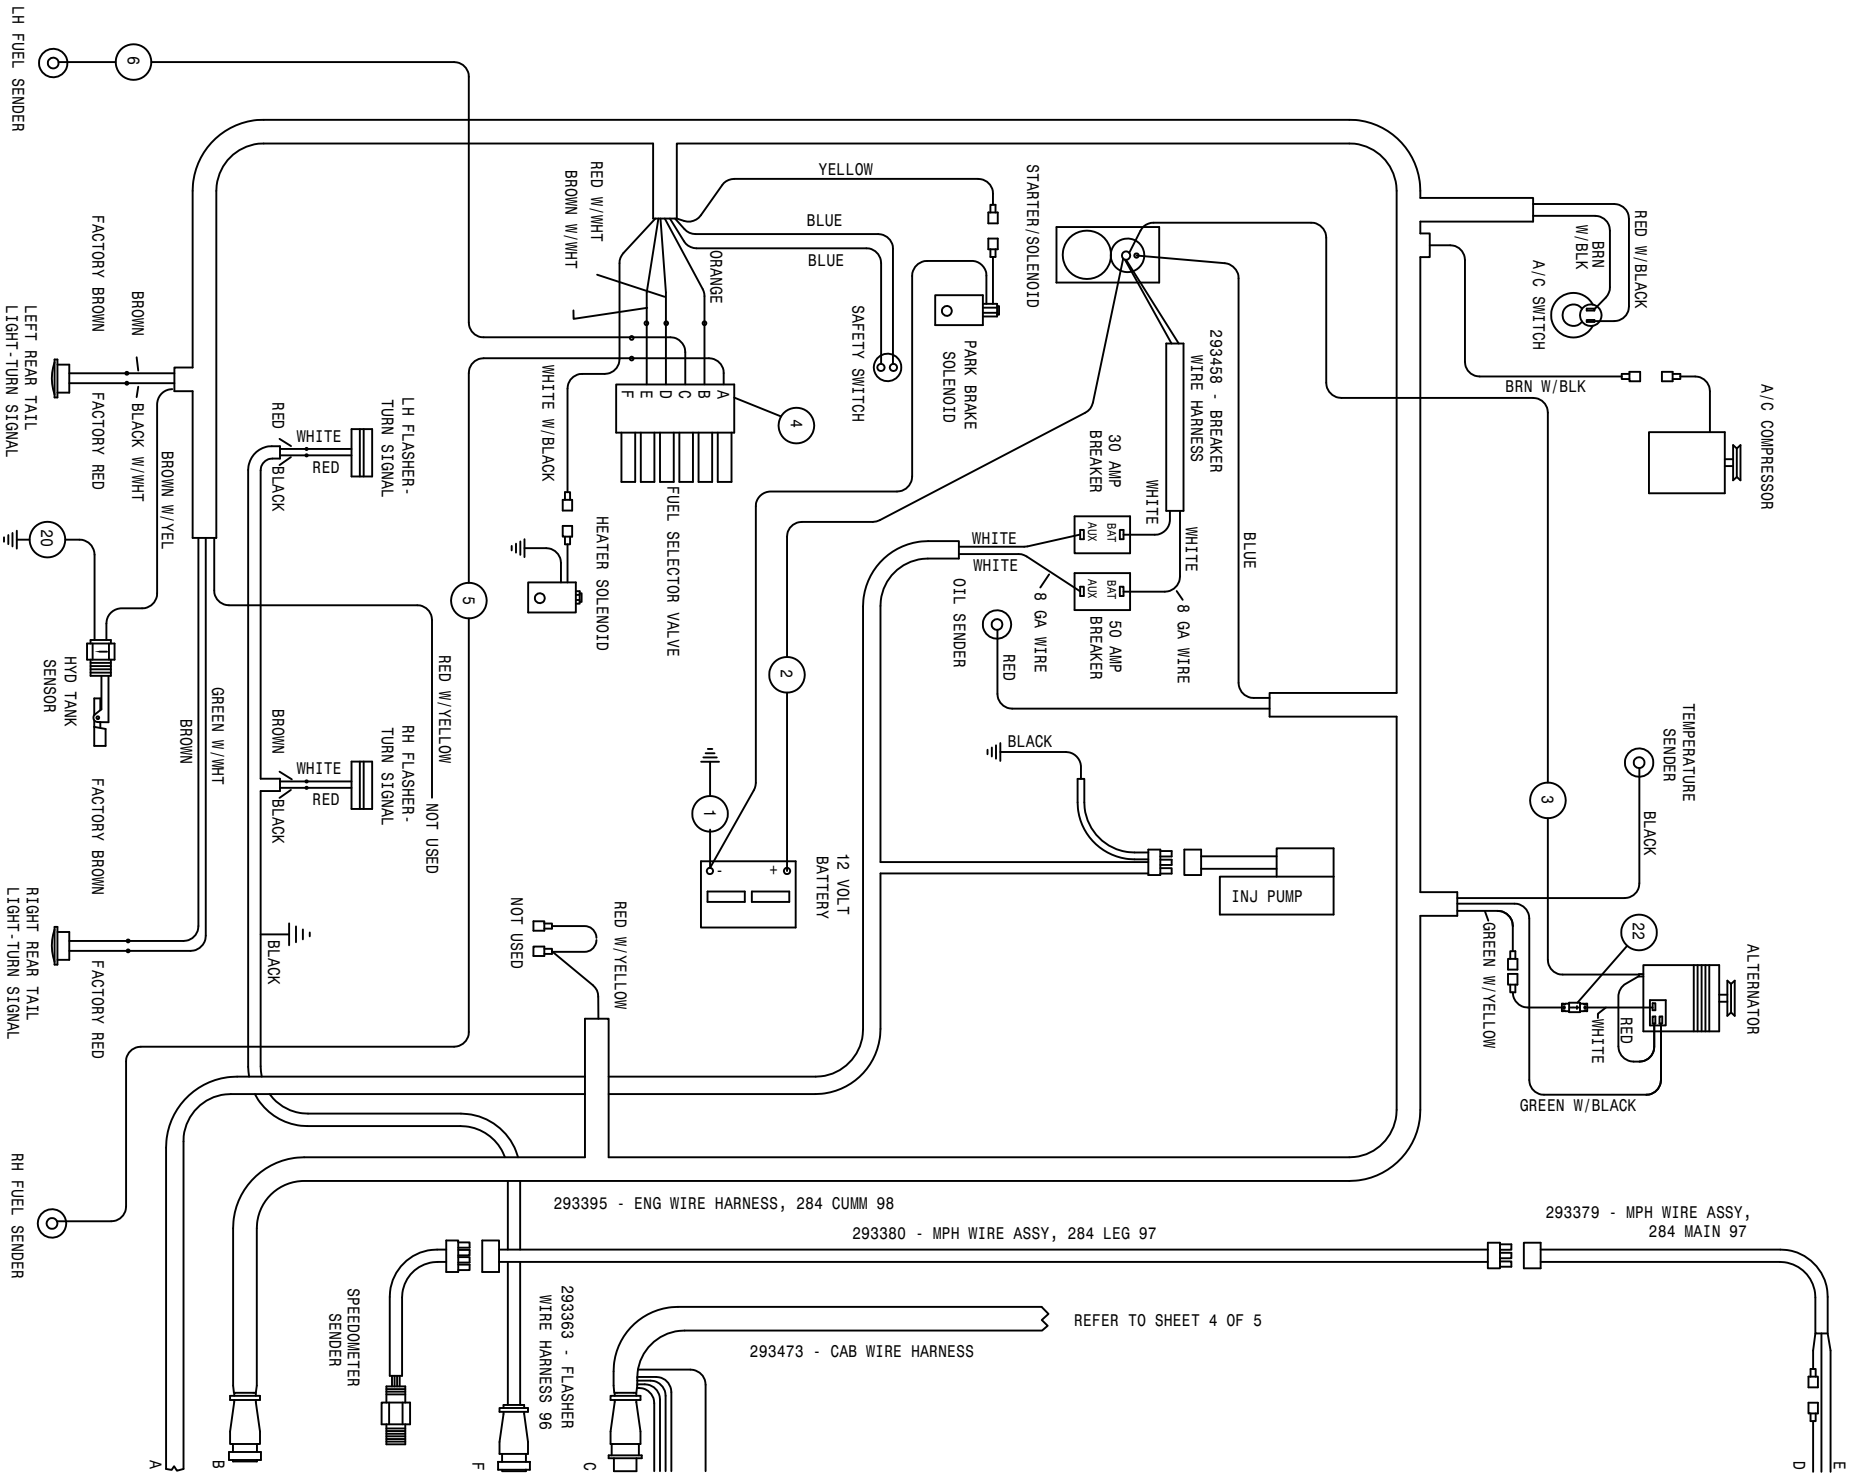 LH FUEL SENDER
6
YELLOW
BLUE
BLUE
RED W/WHT
BROWN W/WHT
ORANGE
STARTER/SOLENOID
PARK BRAKE
SOLENOID
SAFETY SWITCH
RED W/BLACK
BRN
W/BLK
A/C SWITCH
BRN W/BLK
A/C COMPRESSOR
293458 - BREAKER
WIRE HARNESS
FACTORY BROWN
BROWN
LEFT REAR TAIL
LIGHT-TURN SIGNAL
FACTORY RED
BLACK W/WHT
BROWN W/YEL
RED
WHITE
RED
BLACK
LH FLASHER-
TURN SIGNAL
WHITE W/BLACK
F
E
D
C
B
A
4
FUEL SELECTOR VALVE
HEATER SOLENOID
30 AMP
BREAKER
WHITE
WHITE
BAT
AUX
BAT
AUX
50 AMP
BREAKER
WHITE
WHITE
8 GA WIRE
8 GA WIRE
BLUE
OIL SENDER
RED
20
5
2
HYD TANK
SENSOR
GREEN W/WHT
BROWN
RED W/YELLOW
NOT USED
BROWN
WHITE
RED
BLACK
RH FLASHER-
TURN SIGNAL
BLACK
1
12 VOLT
BATTERY
-
+
INJ PUMP
TEMPERATURE
SENDER
BLACK
3
22
ALTERNATOR
GREEN W/YELLOW
WHITE
RED
GREEN W/BLACK
FACTORY BROWN
RIGHT REAR TAIL
LIGHT-TURN SIGNAL
FACTORY RED
BLACK
NOT USED
RED W/YELLOW
RH FUEL SENDER
293395 - ENG WIRE HARNESS, 284 CUMM 98
293380 - MPH WIRE ASSY, 284 LEG 97
293379 - MPH WIRE ASSY,
284 MAIN 97
SPEEDOMETER
SENDER
293363 - FLASHER
WIRE HARNESS 96
REFER TO SHEET 4 OF 5
293473 - CAB WIRE HARNESS
A
B
F
C
D
E